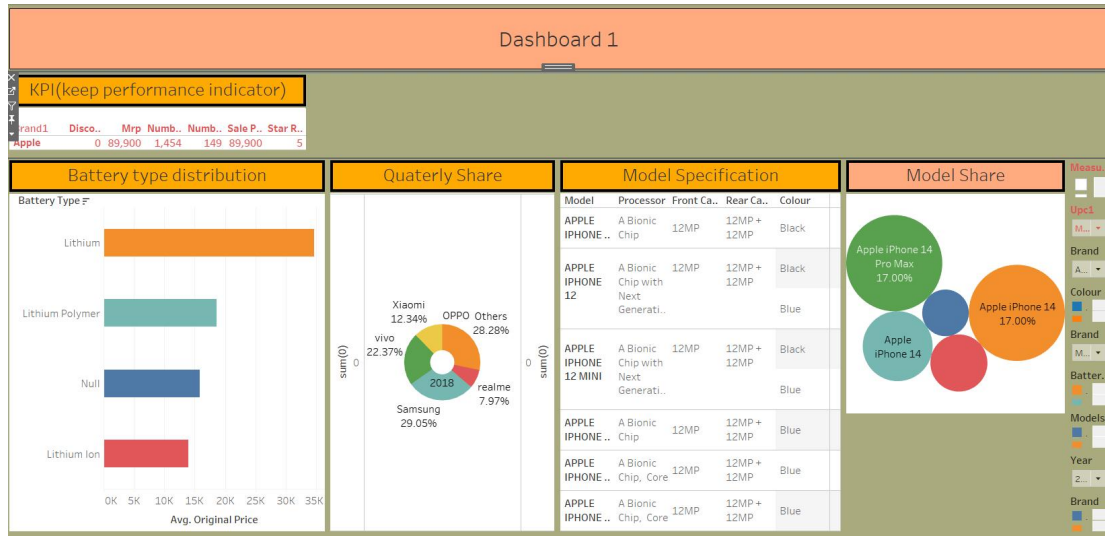 Dashboard 1
KPI(keep performance indicator)
Brand1 Disco.. Mrp Numb.. Numb.. Sale P.. Star R..
Apple 0 89,900 1,454 149 89,900 5
Battery type distribution
Battery Type
Lithium
Lithium Polymer
Null
Lithium Ion
0K 5K 10K 15K 20K 25K 30K 35K
Avg. Original Price
Quaterly Share
sum(0)
0
Xiaomi
12.34%
OPPO Others
28.28%
vivo
22.37%
2018
realme
7.97%
Samsung
29.05%
0
sum(0)
Model Specification
Model Processor Front Ca.. Rear Ca.. Colour
APPLE
IPHONE ..
A Bionic
Chip
12MP
12MP +
12MP
Black
APPLE
IPHONE
12
A Bionic
Chip with
Next
Generati..
12MP
12MP +
12MP
Black
Blue
APPLE
IPHONE
12 MINI
A Bionic
Chip with
Next
Generati..
12MP
12MP +
12MP
Black
Blue
APPLE
IPHONE ..
A Bionic
Chip
12MP
12MP +
12MP
Blue
APPLE
IPHONE ..
A Bionic
Chip, Core
12MP
12MP +
12MP
Blue
APPLE
IPHONE ..
A Bionic
Chip, Core
12MP
12MP +
12MP
Blue
Model Share
Apple iPhone 14
Pro Max
17.00%
Apple iPhone 14
17.00%
Apple
iPhone 14
Measu..
Upc1
M...
Brand
A...
Colour
Brand
M...
Batter..
Models
Year
2...
Brand